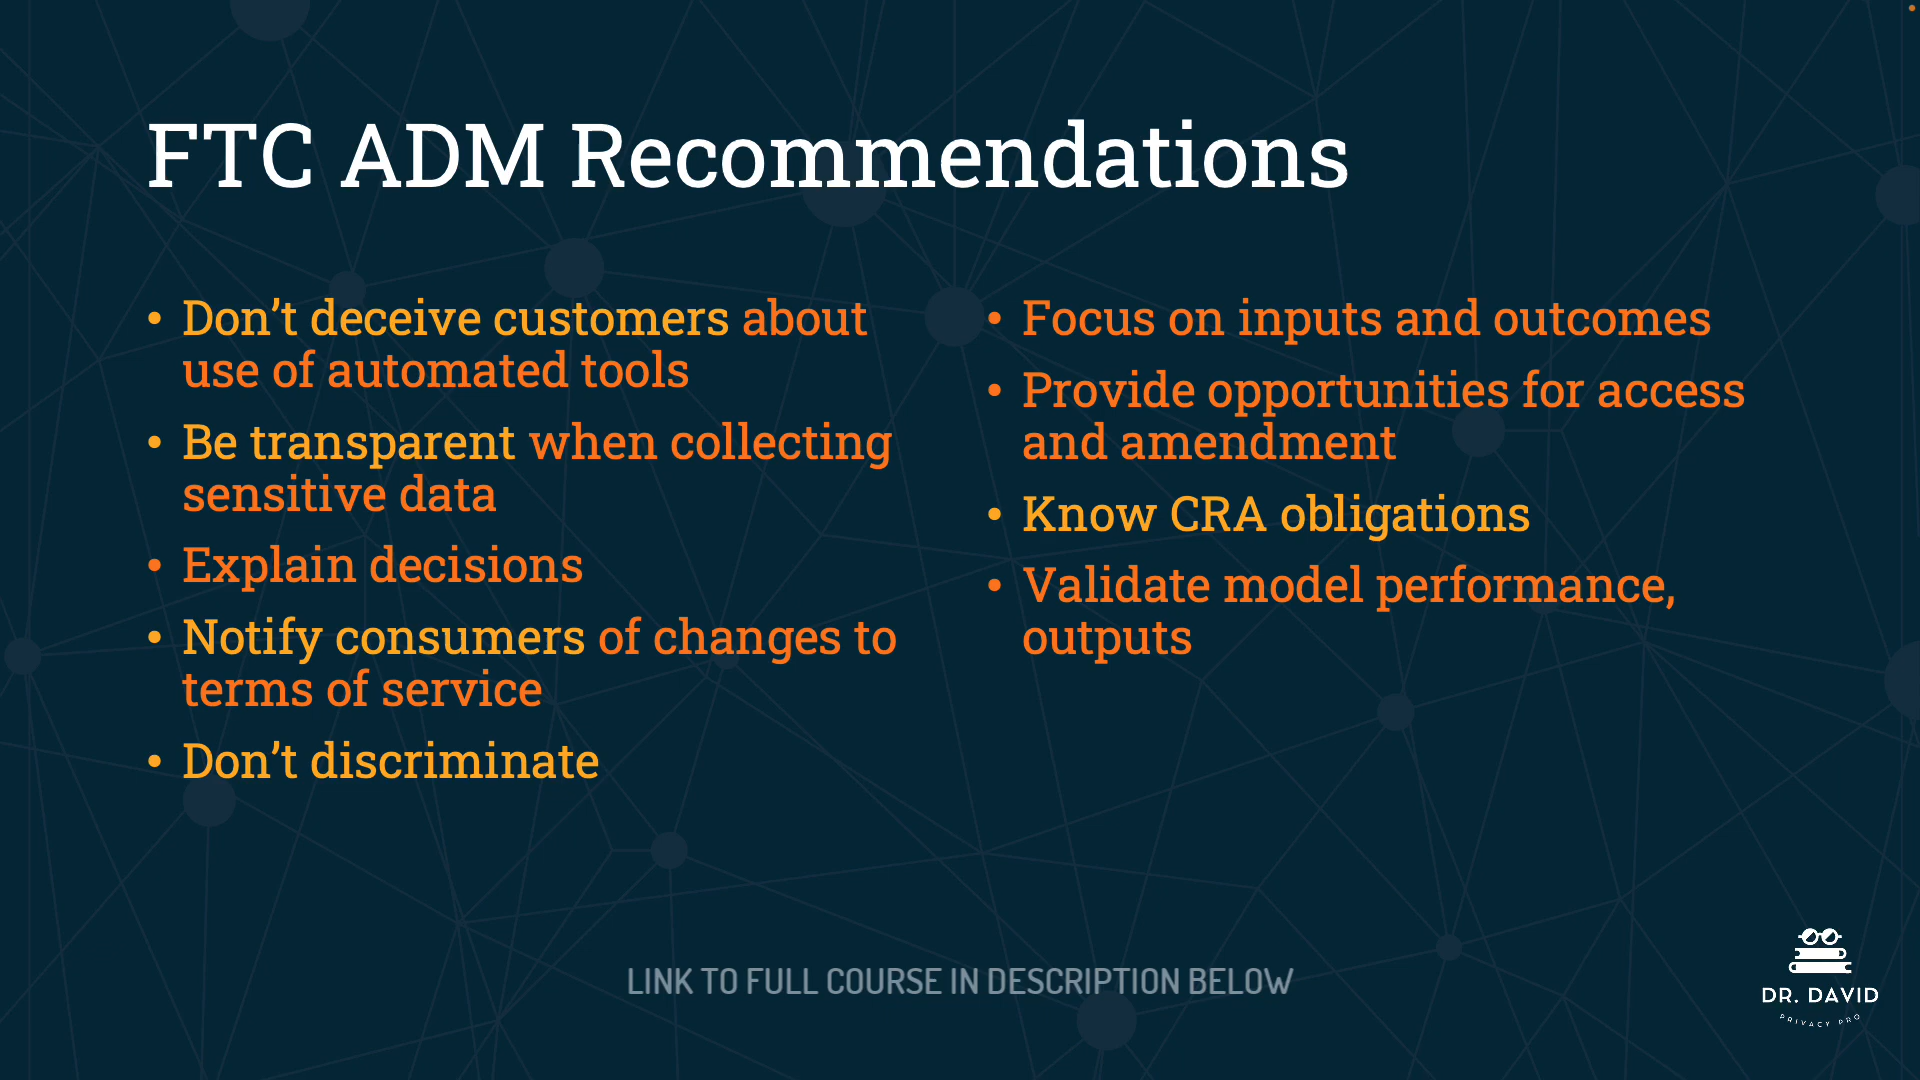 FTC ADM Recommendations
• Don’t deceive customers about
use of automated tools
• Be transparent when collecting
sensitive data
• Explain decisions
• Notify consumers of changes to
terms of service
• Don’t discriminate
• Focus on inputs and outcomes
• Provide opportunities for access
and amendment
• Know CRA obligations
• Validate model performance,
outputs
LINK TO FULL COURSE IN DESCRIPTION BELOW
DR. DAVID
PRIVACY PRO